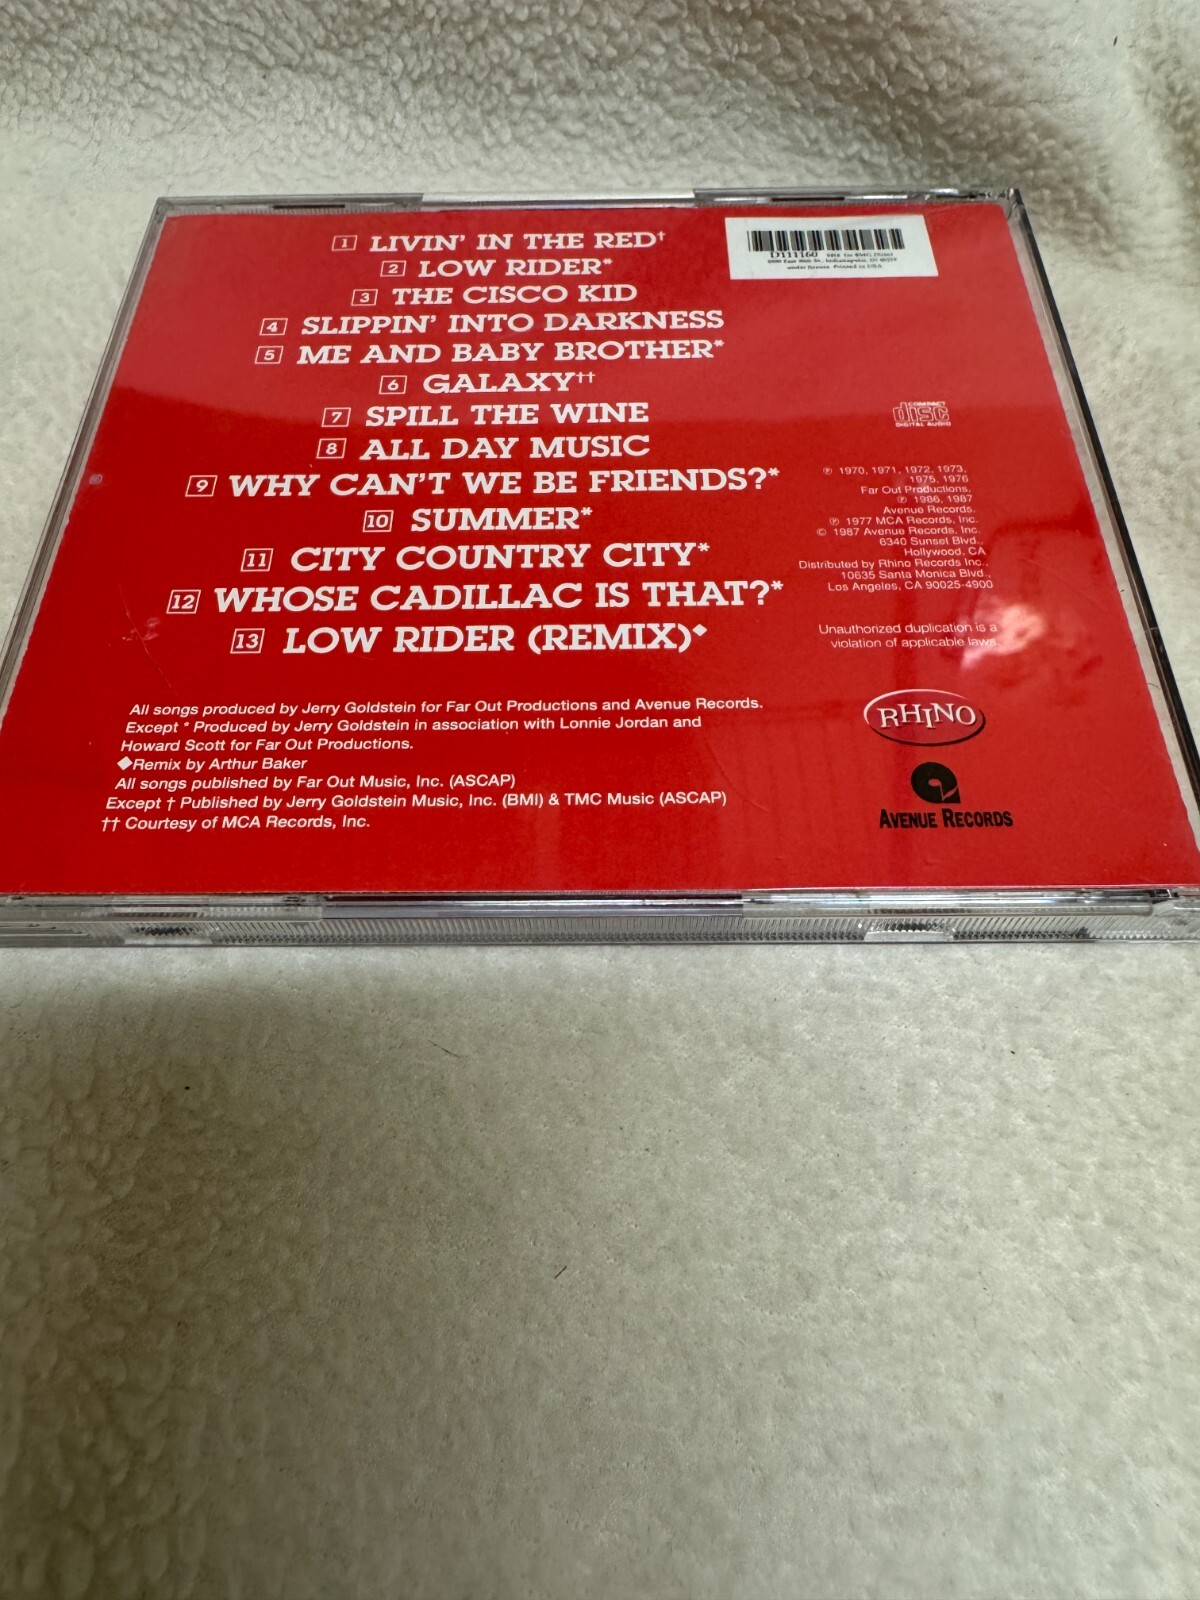 1 LIVIN' IN THE RED†
2 LOW RIDER*
3 THE CISCO KID
4 SLIPPIN' INTO DARKNESS
5 ME AND BABY BROTHER*
6 GALAXY††
7 SPILL THE WINE
8 ALL DAY MUSIC
9 WHY CAN'T WE BE FRIENDS?*
10 SUMMER*
11 CITY COUNTRY CITY*
12 WHOSE CADILLAC IS THAT?*
13 LOW RIDER (REMIX)◆
All songs produced by Jerry Goldstein for Far Out Productions and Avenue Records.
Except * Produced by Jerry Goldstein in association with Lonnie Jordan and
Howard Scott for Far Out Productions.
◆Remix by Arthur Baker
All songs published by Far Out Music, Inc. (ASCAP)
Except † Published by Jerry Goldstein Music, Inc. (BMI) & TMC Music (ASCAP)
†† Courtesy of MCA Records, Inc.
D111160
under license. Printed in USA.
COMPACT
disc
DIGITAL AUDIO
℗ 1970, 1971, 1972, 1973,
1975, 1976
Far Out Productions.
℗ 1986, 1987
Avenue Records.
℗ 1977 MCA Records, Inc.
© 1987 Avenue Records, Inc.
6340 Sunset Blvd.,
Hollywood, CA
Distributed by Rhino Records Inc.,
10635 Santa Monica Blvd.,
Los Angeles, CA 90025-4900
Unauthorized duplication is a
violation of applicable laws.
RHINO
AVENUE RECORDS